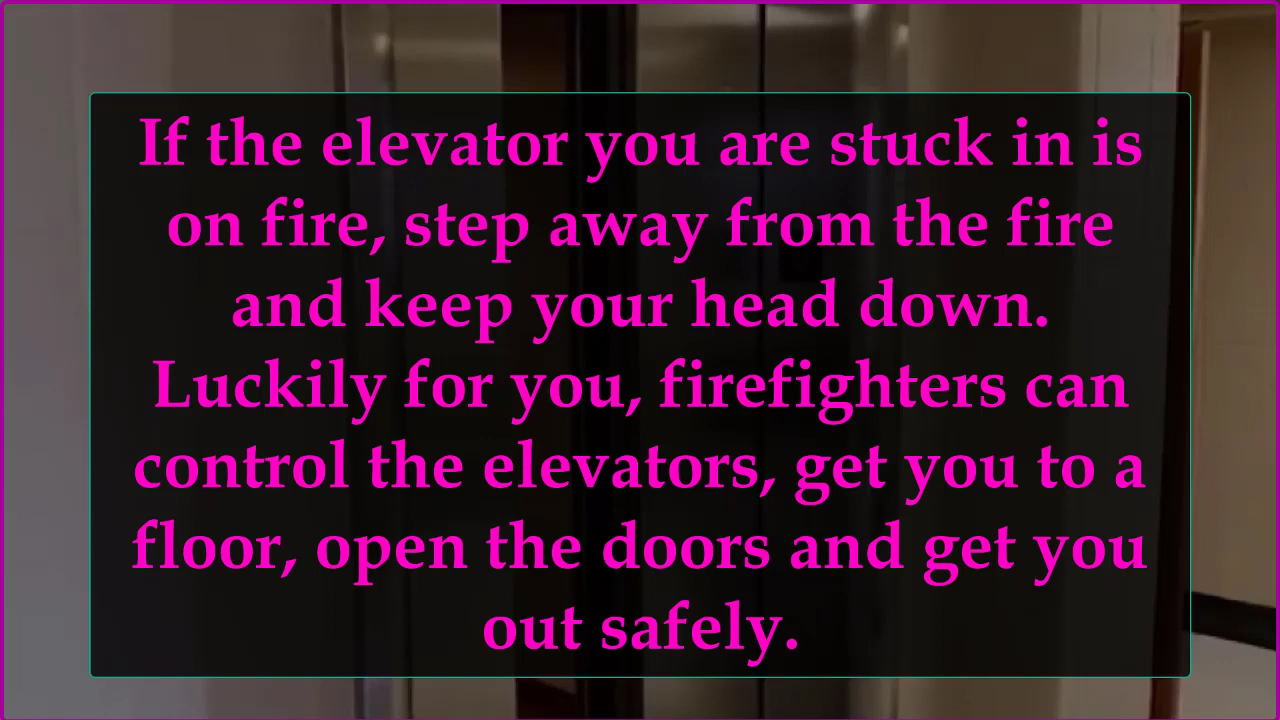 If the elevator you are stuck in is
on fire, step away from the fire
and keep your head down.
Luckily for you, firefighters can
control the elevators, get you to a
floor, open the doors and get you
out safely.